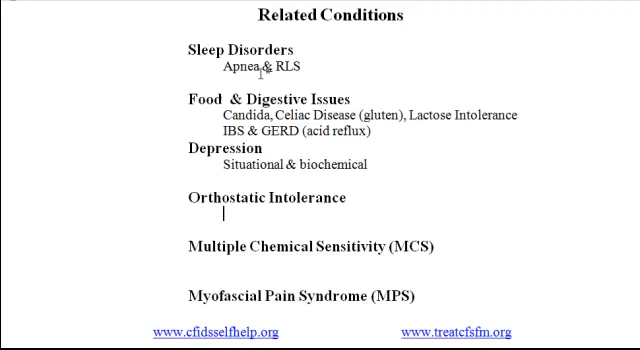 Related Conditions
Sleep Disorders
Apnea & RLS
Food & Digestive Issues
Candida, Celiac Disease (gluten), Lactose Intolerance
IBS & GERD (acid reflux)
Depression
Situational & biochemical
Orthostatic Intolerance
Multiple Chemical Sensitivity (MCS)
Myofascial Pain Syndrome (MPS)
www.cfidsselfhelp.org www.treatcfsfm.org